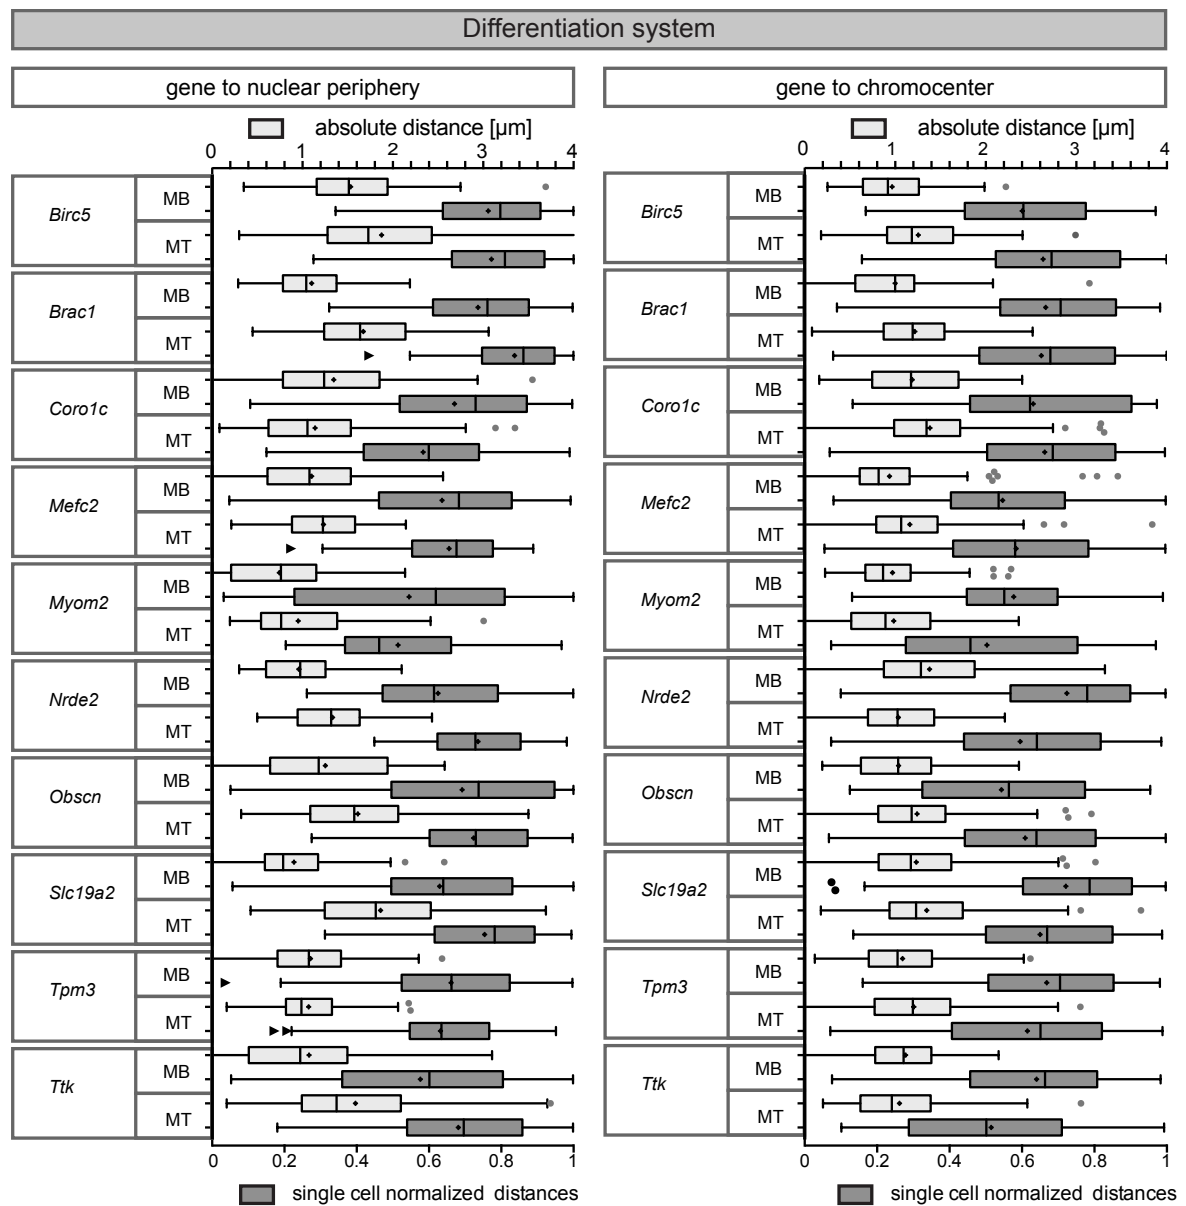 Differentiation system
gene to nuclear periphery
gene to chromocenter
absolute distance [µm]
0 1 2 3 4
Birc5 MB
MT
Brac1 MB
MT
Coro1c MB
MT
Mefc2 MB
MT
Myom2 MB
MT
Nrde2 MB
MT
Obscn MB
MT
Slc19a2 MB
MT
Tpm3 MB
MT
Ttk MB
MT
0 0.2 0.4 0.6 0.8 1
single cell normalized distances
absolute distance [µm]
0 1 2 3 4
Birc5 MB
MT
Brac1 MB
MT
Coro1c MB
MT
Mefc2 MB
MT
Myom2 MB
MT
Nrde2 MB
MT
Obscn MB
MT
Slc19a2 MB
MT
Tpm3 MB
MT
Ttk MB
MT
0 0.2 0.4 0.6 0.8 1
single cell normalized distances